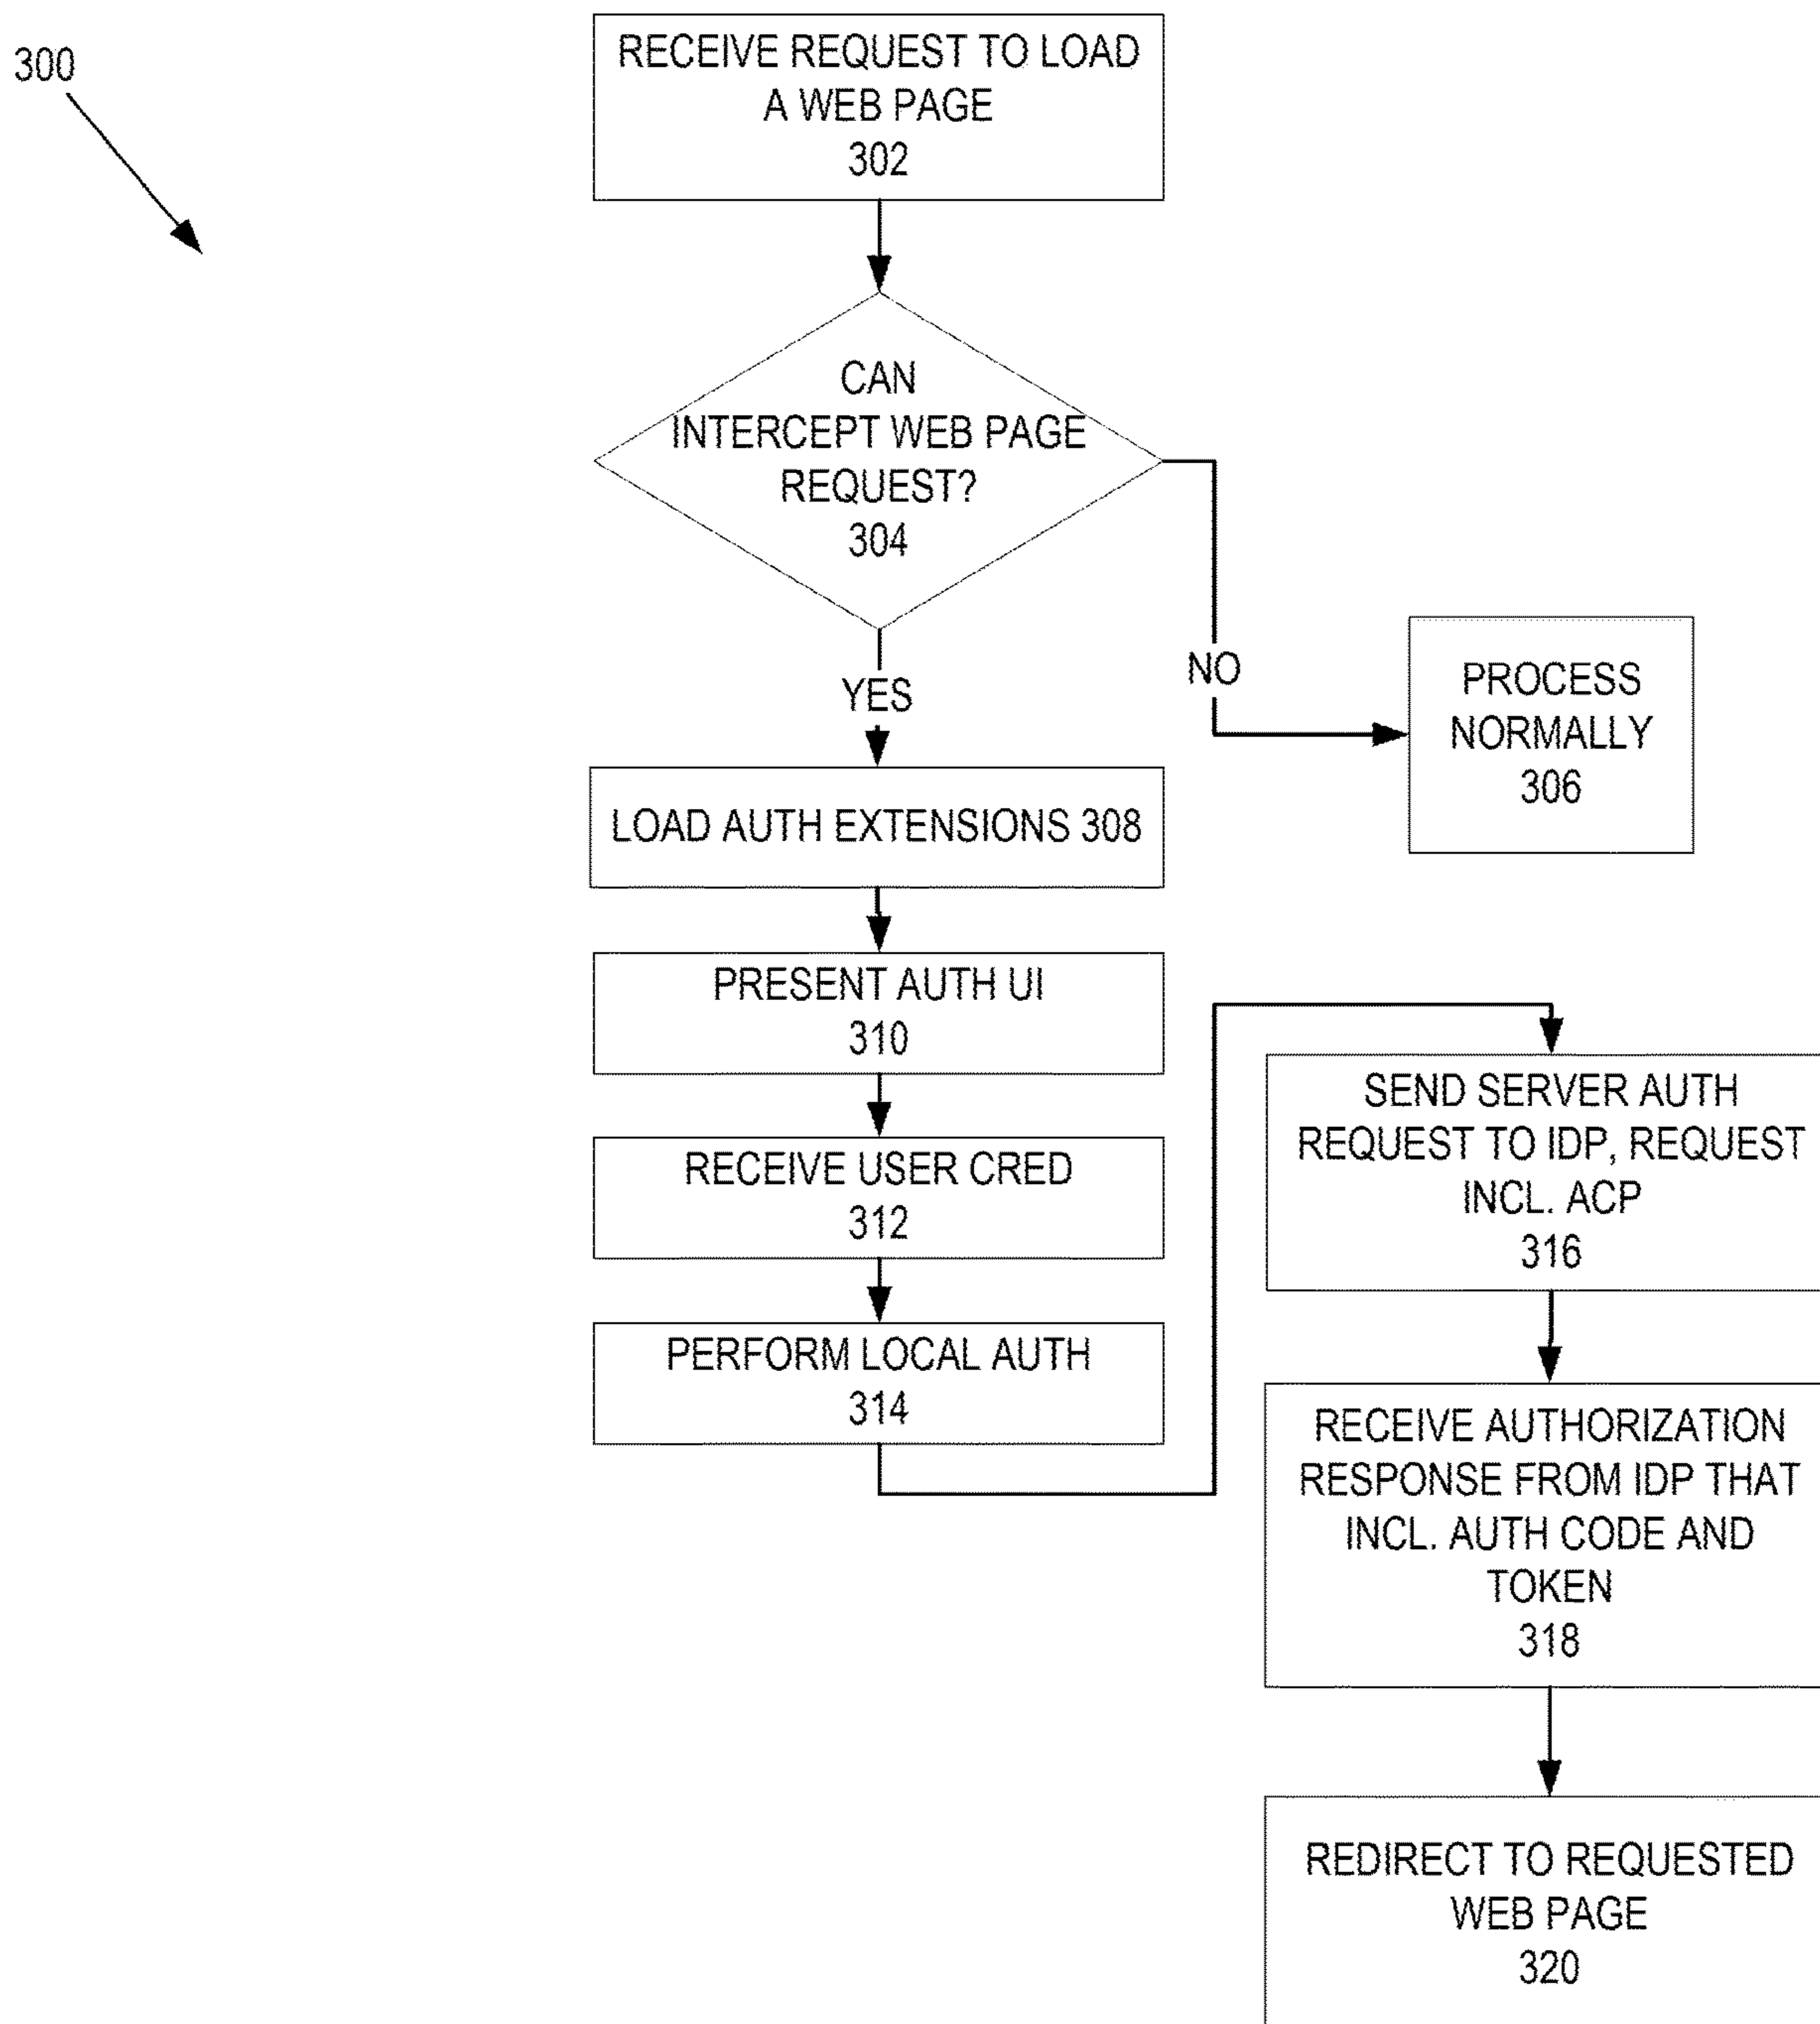 300
RECEIVE REQUEST TO LOAD
A WEB PAGE
302
CAN
INTERCEPT WEB PAGE
REQUEST?
304
NO
YES
PROCESS
NORMALLY
306
LOAD AUTH EXTENSIONS 308
PRESENT AUTH UI
310
RECEIVE USER CRED
312
PERFORM LOCAL AUTH
314
SEND SERVER AUTH
REQUEST TO IDP, REQUEST
INCL. ACP
316
RECEIVE AUTHORIZATION
RESPONSE FROM IDP THAT
INCL. AUTH CODE AND
TOKEN
318
REDIRECT TO REQUESTED
WEB PAGE
320